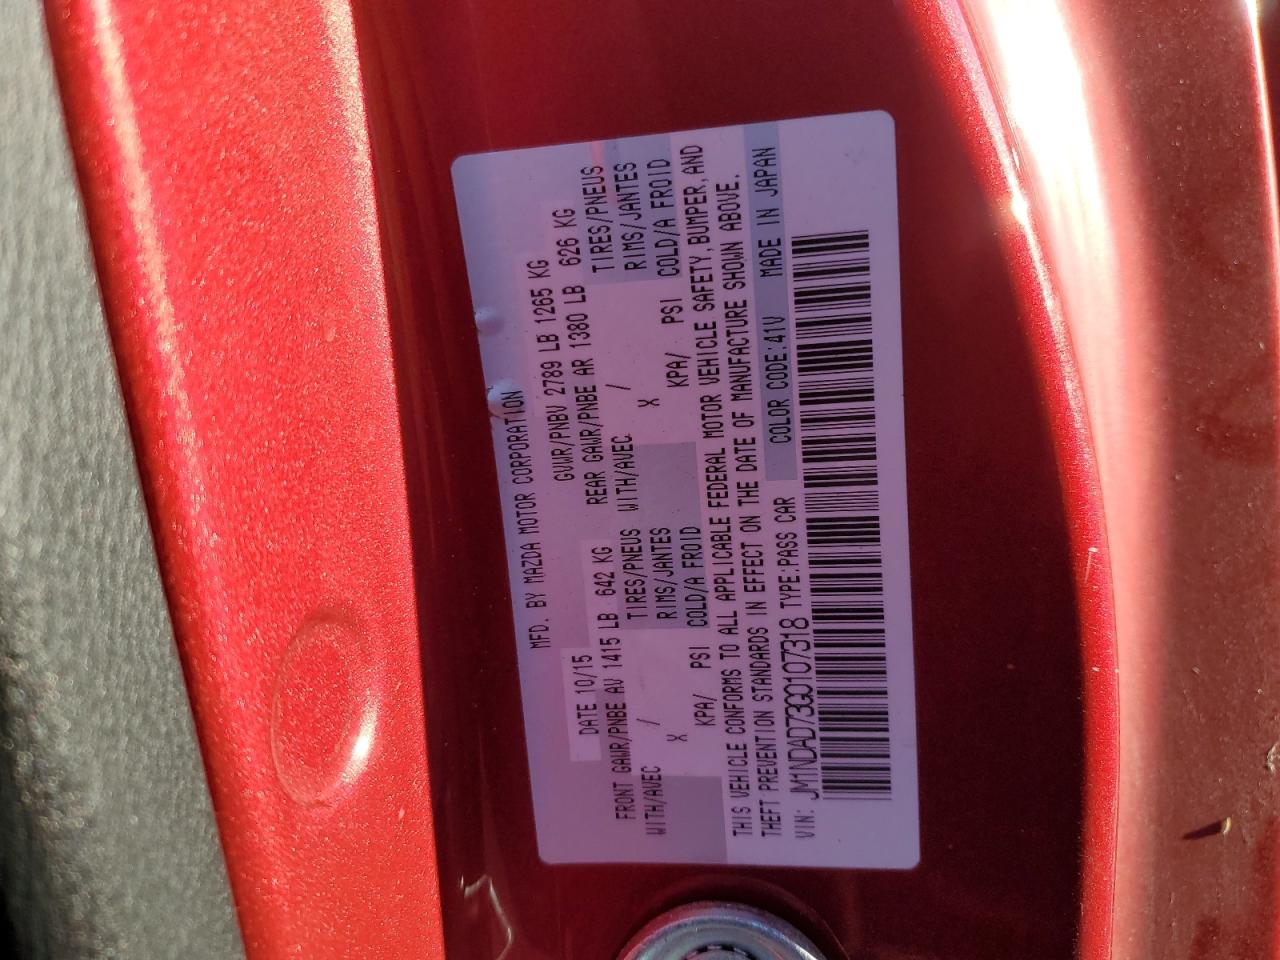 MFD. BY MAZDA MOTOR CORPORATION
DATE 10/15 GVWR/PNBV 2789 LB 1265 KG
FRONT GAWR/PNBE AV 1415 LB 642 KG REAR GAWR/PNBE AR 1380 LB 626 KG
WITH/AVEC / TIRES/PNEUS WITH/AVEC / TIRES/PNEUS
X RIMS/JANTES X RIMS/JANTES
KPA/ PSI COLD/A FROID KPA/ PSI COLD/A FROID
THIS VEHICLE CONFORMS TO ALL APPLICABLE FEDERAL MOTOR VEHICLE SAFETY, BUMPER, AND
THEFT PREVENTION STANDARDS IN EFFECT ON THE DATE OF MANUFACTURE SHOWN ABOVE.
VIN: JM1NDAD73G0107318 TYPE:PASS CAR COLOR CODE:41V MADE IN JAPAN